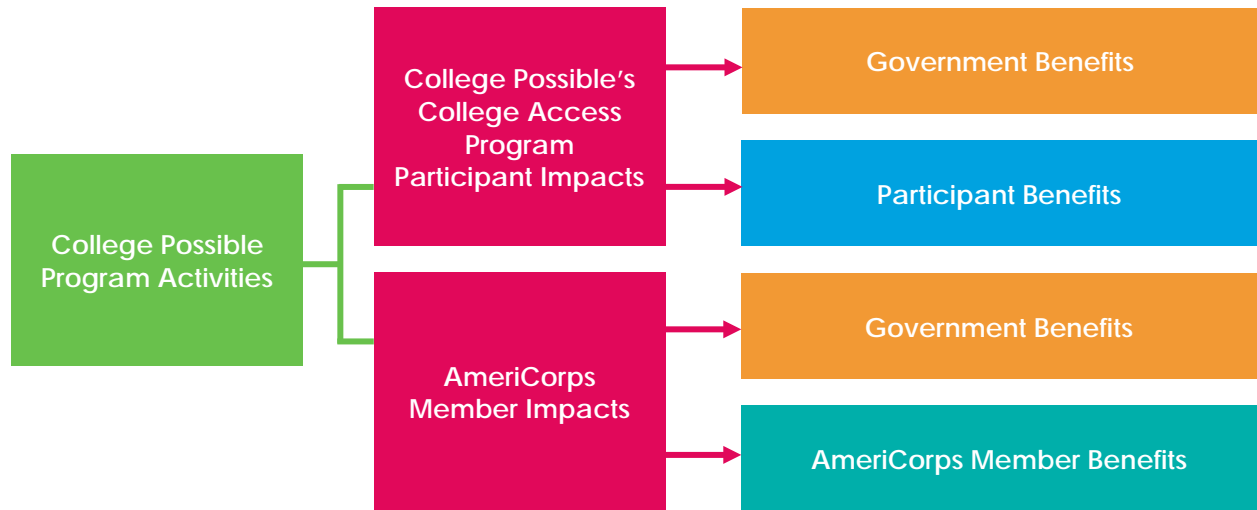 College Possible
Program Activities
College Possible’s
College Access
Program
Participant Impacts
AmeriCorps
Member Impacts
Government Benefits
Participant Benefits
Government Benefits
AmeriCorps Member Benefits